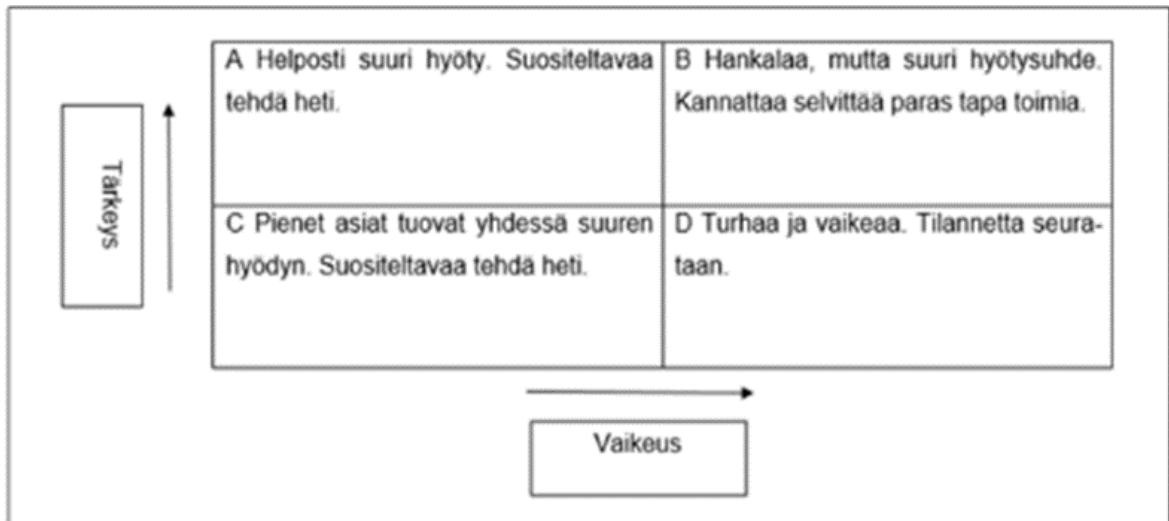 A Helposti suuri hyöty. Suositeltavaa
tehdä heti.
B Hankalaa, mutta suuri hyötysuhde.
Kannattaa selvittää paras tapa toimia.
Tärkeys
C Pienet asiat tuovat yhdessä suuren
hyödyn. Suositeltavaa tehdä heti.
D Turhaa ja vaikeaa. Tilannetta seura-
taan.
Vaikeus